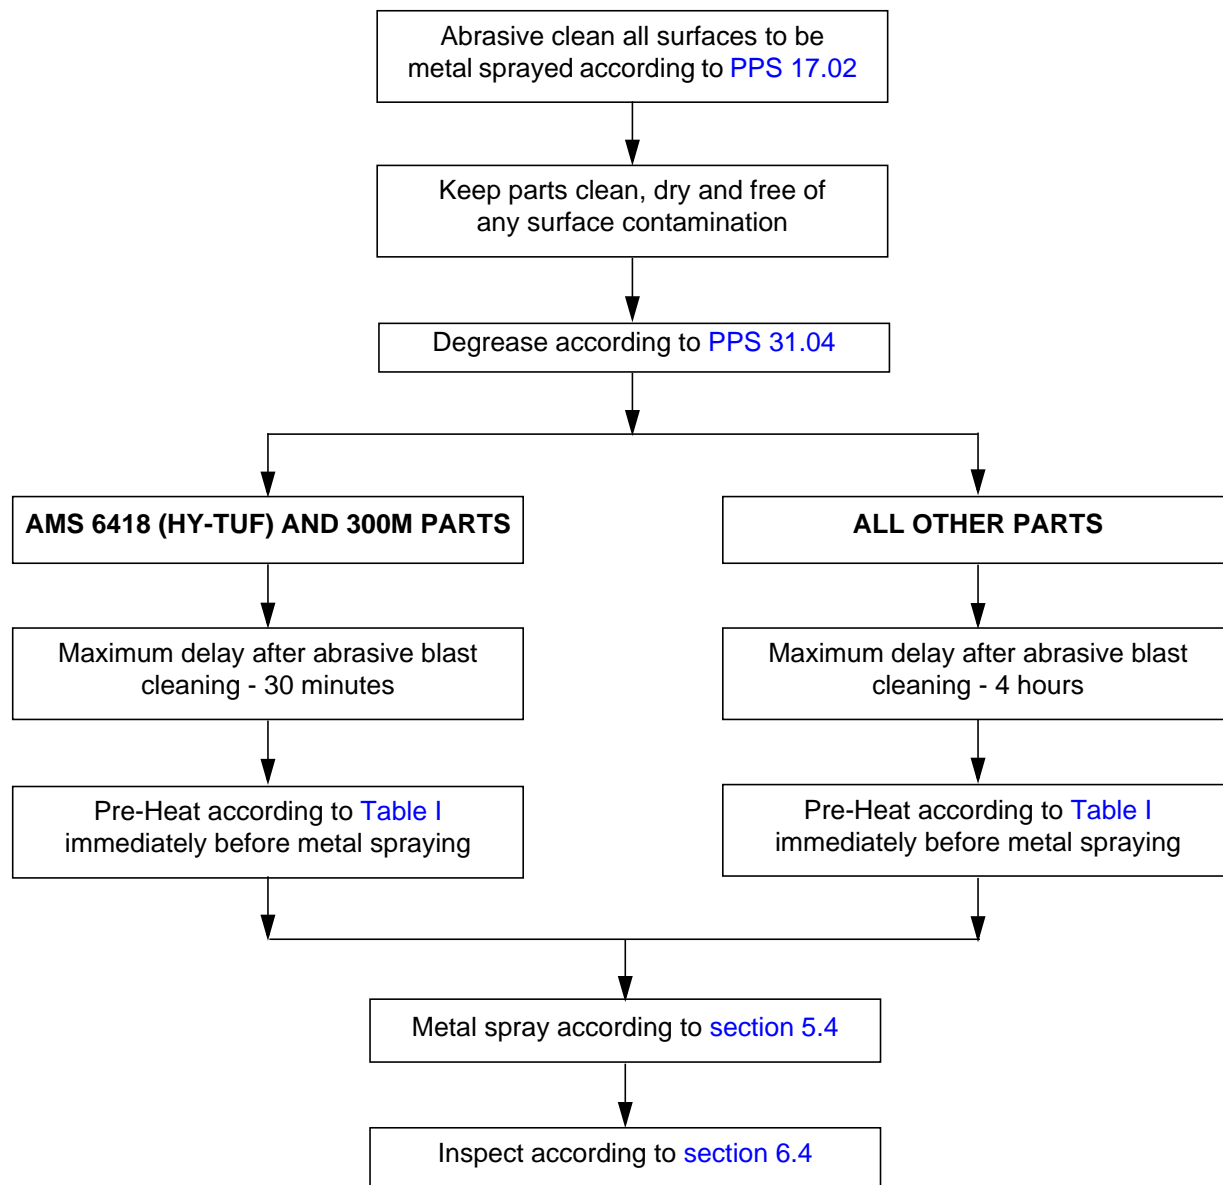 Abrasive clean all surfaces to be
metal sprayed according to PPS 17.02
Keep parts clean, dry and free of
any surface contamination
Degrease according to PPS 31.04
AMS 6418 (HY-TUF) AND 300M PARTS
ALL OTHER PARTS
Maximum delay after abrasive blast
cleaning - 30 minutes
Maximum delay after abrasive blast
cleaning - 4 hours
Pre-Heat according to Table I
immediately before metal spraying
Pre-Heat according to Table I
immediately before metal spraying
Metal spray according to section 5.4
Inspect according to section 6.4